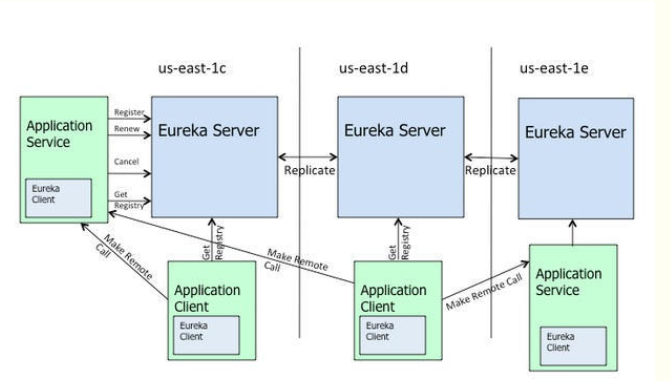 us-east-1c
us-east-1d
us-east-1e
Application
Service
Eureka
Client
Register
Renew
Cancel
Get
Registry
Eureka Server
Replicate
Eureka Server
Replicate
Eureka Server
Make Remote
Call
Get
Registry
Make Remote
Call
Get
Registry
Make Remote Call
Application
Client
Eureka
Client
Application
Client
Eureka
Client
Application
Service
Eureka
Client